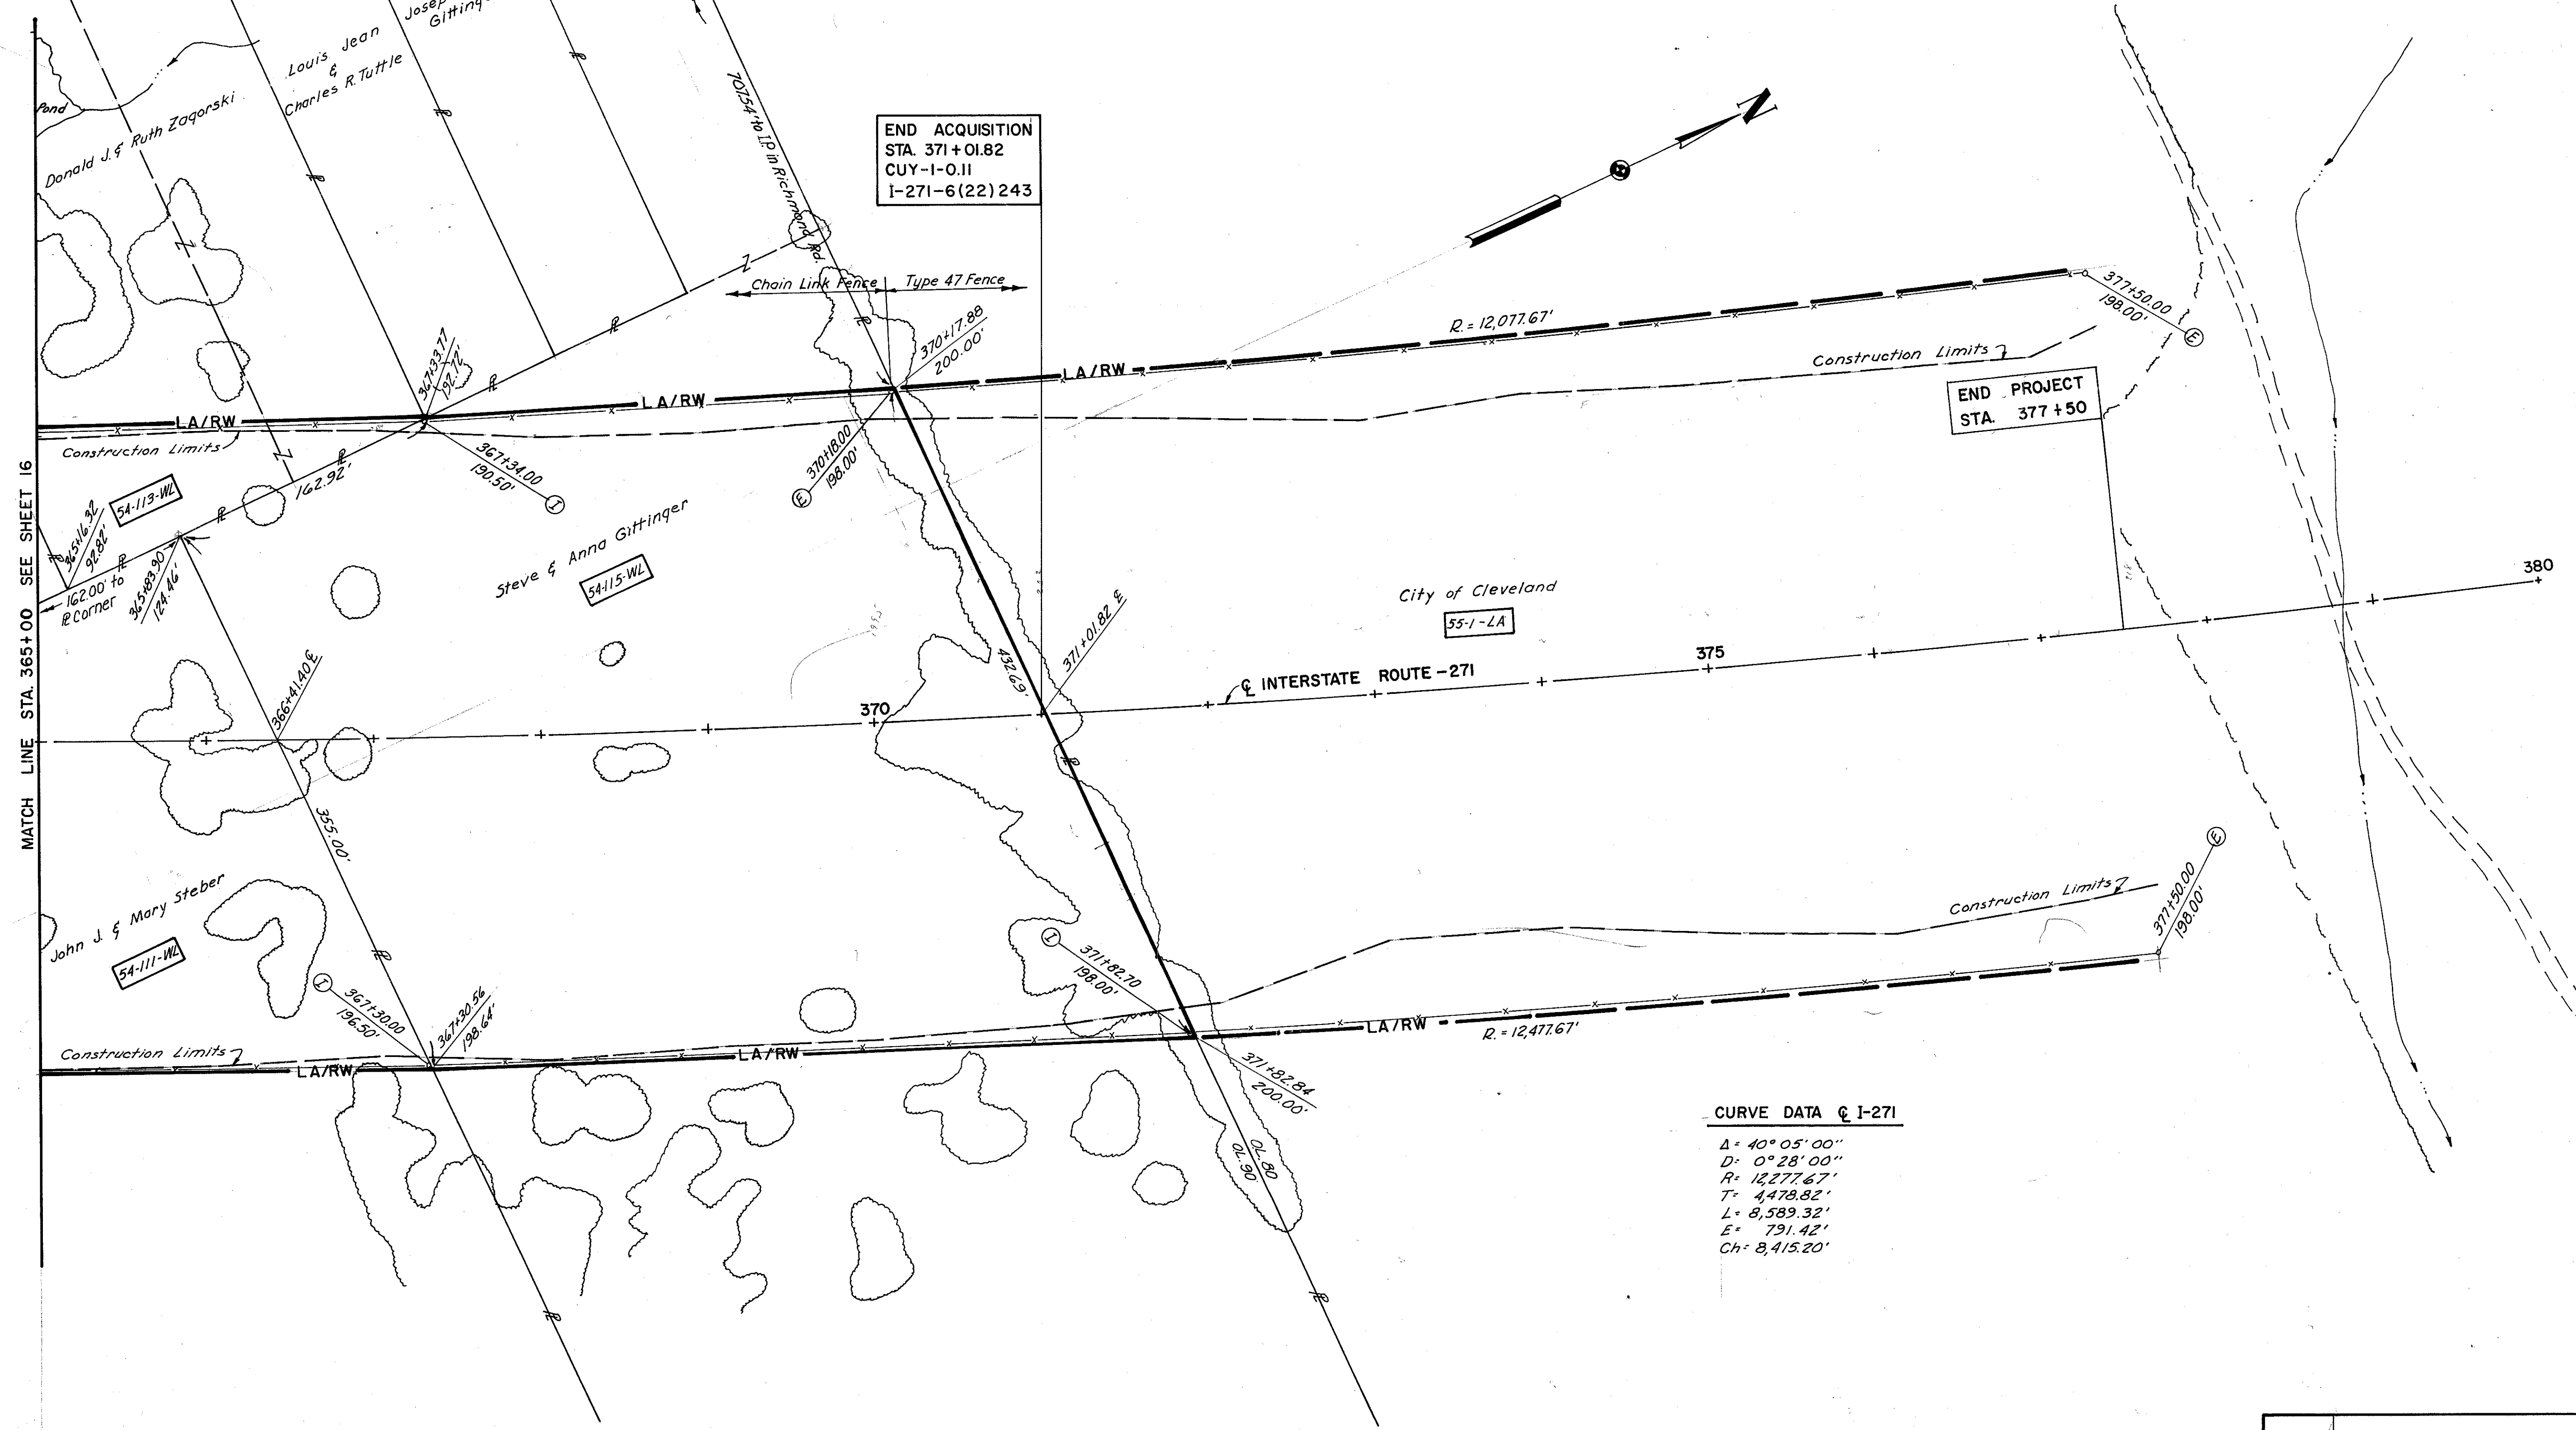 Pond
Donald J. & Ruth Zagorski
Louis Jean
&
Charles R. Tuttle
707.54' to I.P. in Richmond Rd.
END ACQUISITION
STA. 371 + 01.82
CUY-1-0.11
I-271-6(22)243
N
Chain Link Fence
Type 47 Fence
370+17.88
200.00'
R = 12,077.67'
377+50.00
198.00'
E
Construction Limits
END PROJECT
STA. 377+50
LA/RW
LA/RW
LA/RW
367+33.77
192.72'
Construction Limits
367+34.00
190.50'
I
370+18.00
198.00'
E
MATCH LINE STA. 365+00 SEE SHEET 16
54-113-WL
162.92'
365+16.32
92.82'
162.00' to
PL Corner
365+83.90
124.46'
Steve & Anna Gittinger
54-115-WL
City of Cleveland
55-1-LA
380
375
370
℄ INTERSTATE ROUTE-271
371+01.82 ℄
432.69'
366+41.40 ℄
355.00'
John J. & Mary Steber
54-111-WL
I
367+30.00
196.50'
367+30.56
198.64'
I
371+82.70
198.00'
Construction Limits
377+50.00
198.00'
E
Construction Limits
LA/RW
LA/RW
LA/RW
R = 12,477.67'
371+82.84
200.00'
OL.80
OL.90
CURVE DATA ℄ I-271
Δ= 40° 05' 00"
D= 0° 28' 00"
R= 12,277.67'
T= 4,478.82'
L= 8,589.32'
E= 791.42'
Ch= 8,415.20'